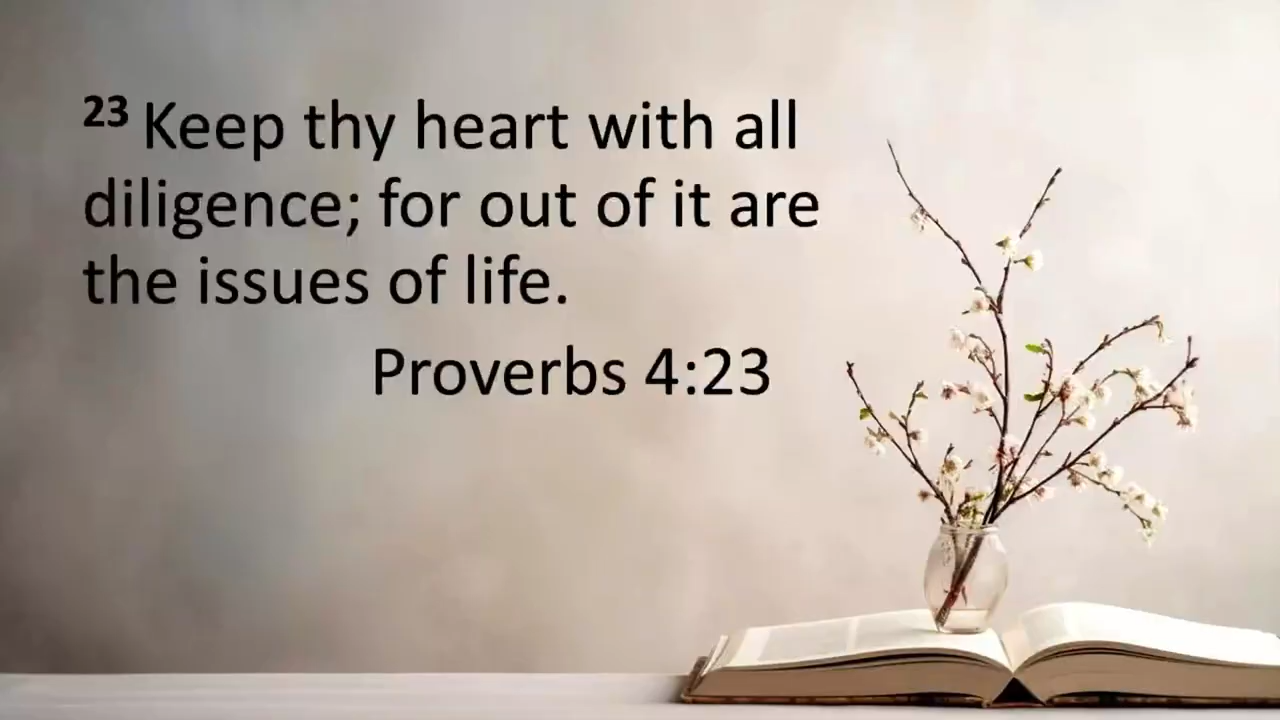 23 Keep thy heart with all
diligence; for out of it are
the issues of life.
Proverbs 4:23